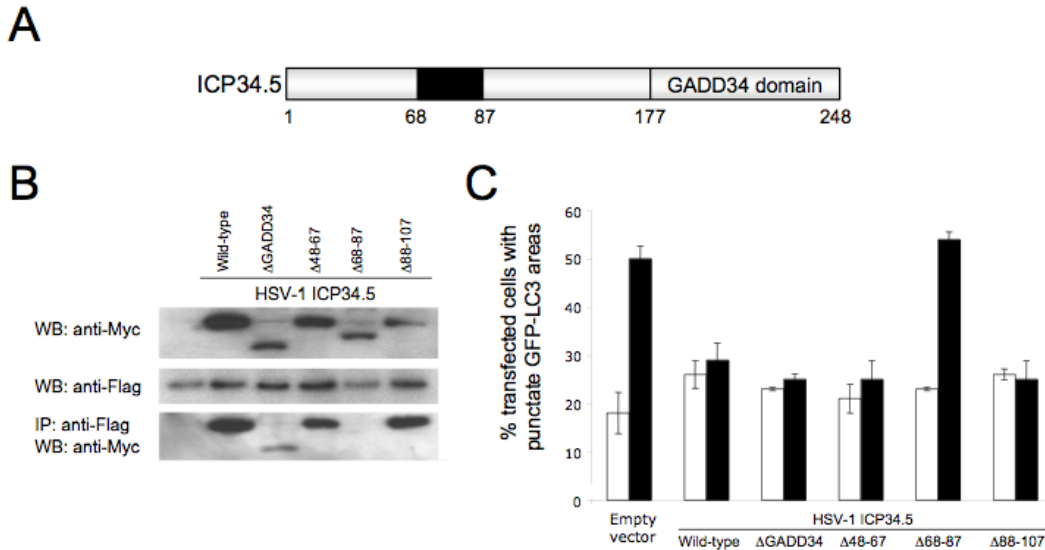 A
ICP34.5
GADD34 domain
1 68 87 177 248
B
Wild-type
ΔGADD34
Δ48-67
Δ68-87
Δ88-107
HSV-1 ICP34.5
WB: anti-Myc
WB: anti-Flag
IP: anti-Flag
WB: anti-Myc
C
% transfected cells with
punctate GFP-LC3 areas
60
50
40
30
20
10
0
Empty
vector
HSV-1 ICP34.5
Wild-type ΔGADD34 Δ48-67 Δ68-87 Δ88-107